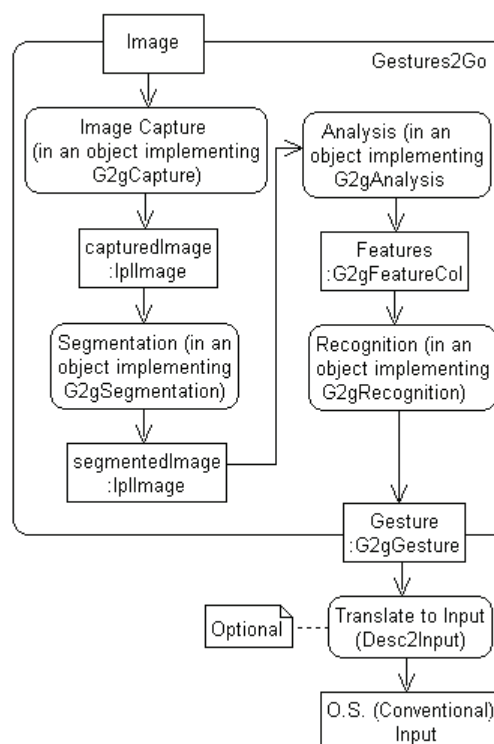 Image
Gestures2Go
Image Capture
(in an object implementing
G2gCapture)
capturedImage
:IplImage
Segmentation (in an
object implementing
G2gSegmentation)
segmentedImage
:IplImage
Analysis (in an
object implementing
G2gAnalysis
Features
:G2gFeatureCol
Recognition (in an
object implementing
G2gRecognition)
Gesture
:G2gGesture
Optional
Translate to Input
(Desc2Input)
O.S. (Conventional)
Input